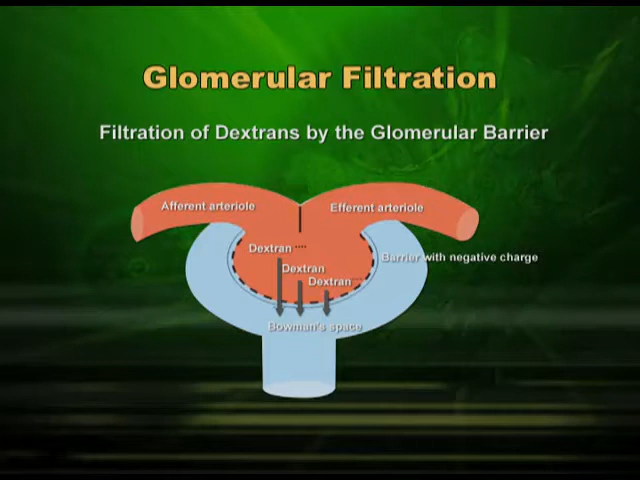 Glomerular Filtration
Filtration of Dextrans by the Glomerular Barrier
Afferent arteriole
Efferent arteriole
Dextran ····
Barrier with negative charge
Dextran
Dextran ····
Bowman's space